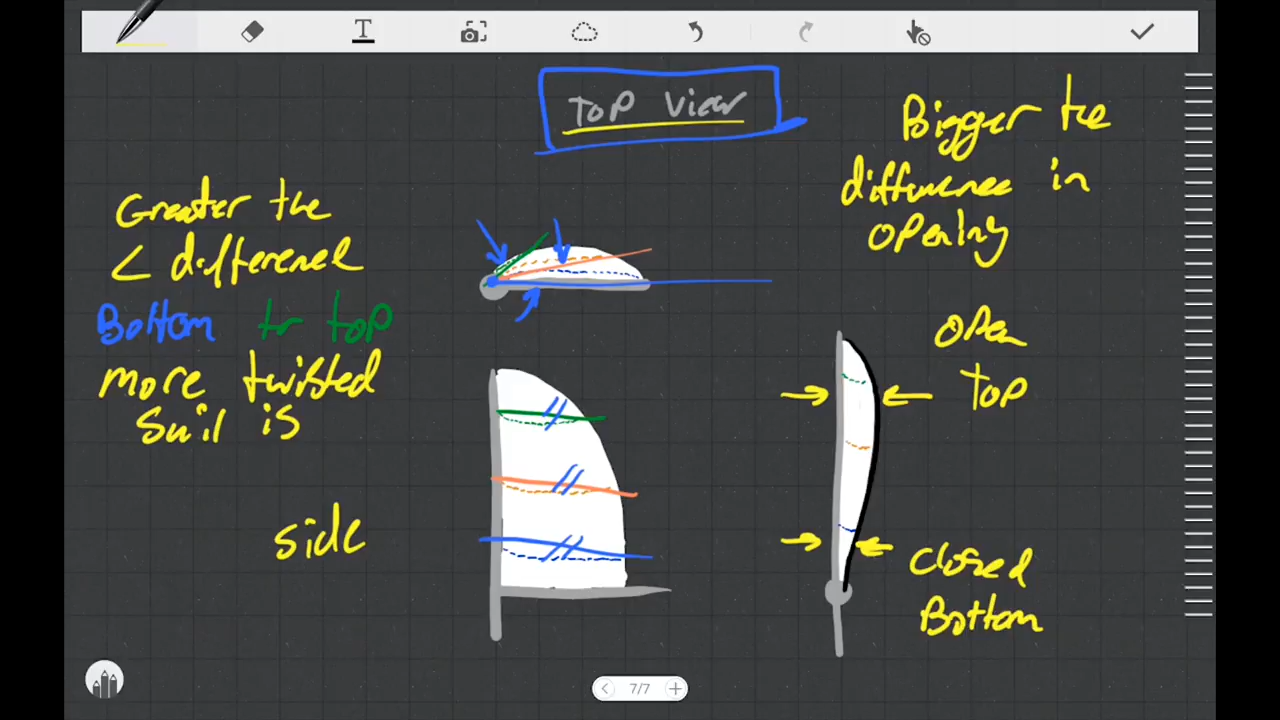 Top View
Bigger the
difference in
opening
Greater the
< difference
Bottom to top
more twisted
Sail is
open
Top
side
Closed
Bottom
T
7/7